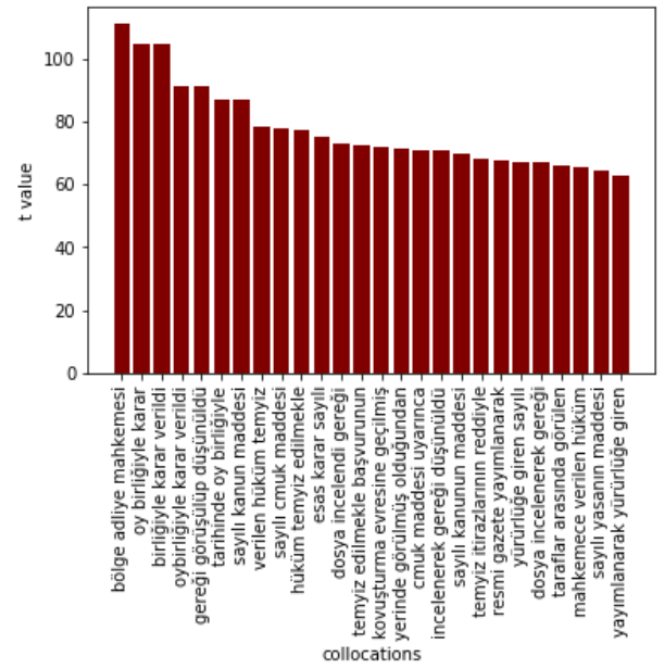 100
80
60
40
20
0
t value
bölge adliye mahkemesi
oy birliğiyle karar
birliğiyle karar verildi
oybirliğiyle karar verildi
gereği görüşülüp düşünüldü
tarihinde oy birliğiyle
sayılı kanun maddesi
verilen hüküm temyiz
sayılı cmuk maddesi
hüküm temyiz edilmekle
esas karar sayılı
dosya incelendi gereği
temyiz edilmekle başvurunun
kovuşturma evresine geçilmiş
yerinde görülmüş olduğundan
cmuk maddesi uyarınca
incelenerek gereği düşünüldü
sayılı kanunun maddesi
temyiz itirazlarının reddiyle
resmi gazete yayımlanarak
yürürlüğe giren sayılı
dosya incelenerek gereği
taraflar arasında görülen
mahkemece verilen hüküm
sayılı yasanın maddesi
yayımlanarak yürürlüğe giren
collocations